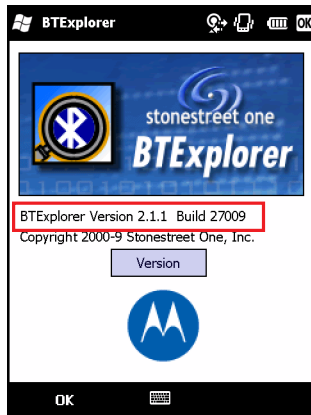 BTExplorer
OK
stonestreet one
BTExplorer
BTExplorer Version 2.1.1 Build 27009
Copyright 2000-9 Stonestreet One, Inc.
Version
OK